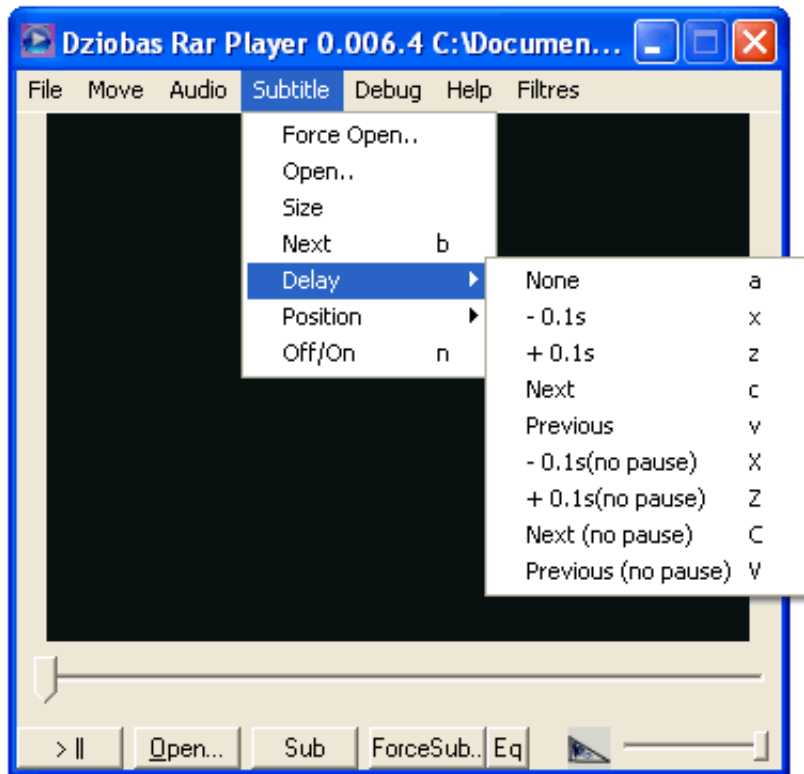 Dziobas Rar Player 0.006.4 C:\Documen...
File Move Audio Subtitle Debug Help Filtres
Force Open..
Open..
Size
Next b
Delay
Position
Off/On n
None a
- 0.1s x
+ 0.1s z
Next c
Previous v
- 0.1s(no pause) X
+ 0.1s(no pause) Z
Next (no pause) C
Previous (no pause) V
>|| Open... Sub ForceSub.. Eq